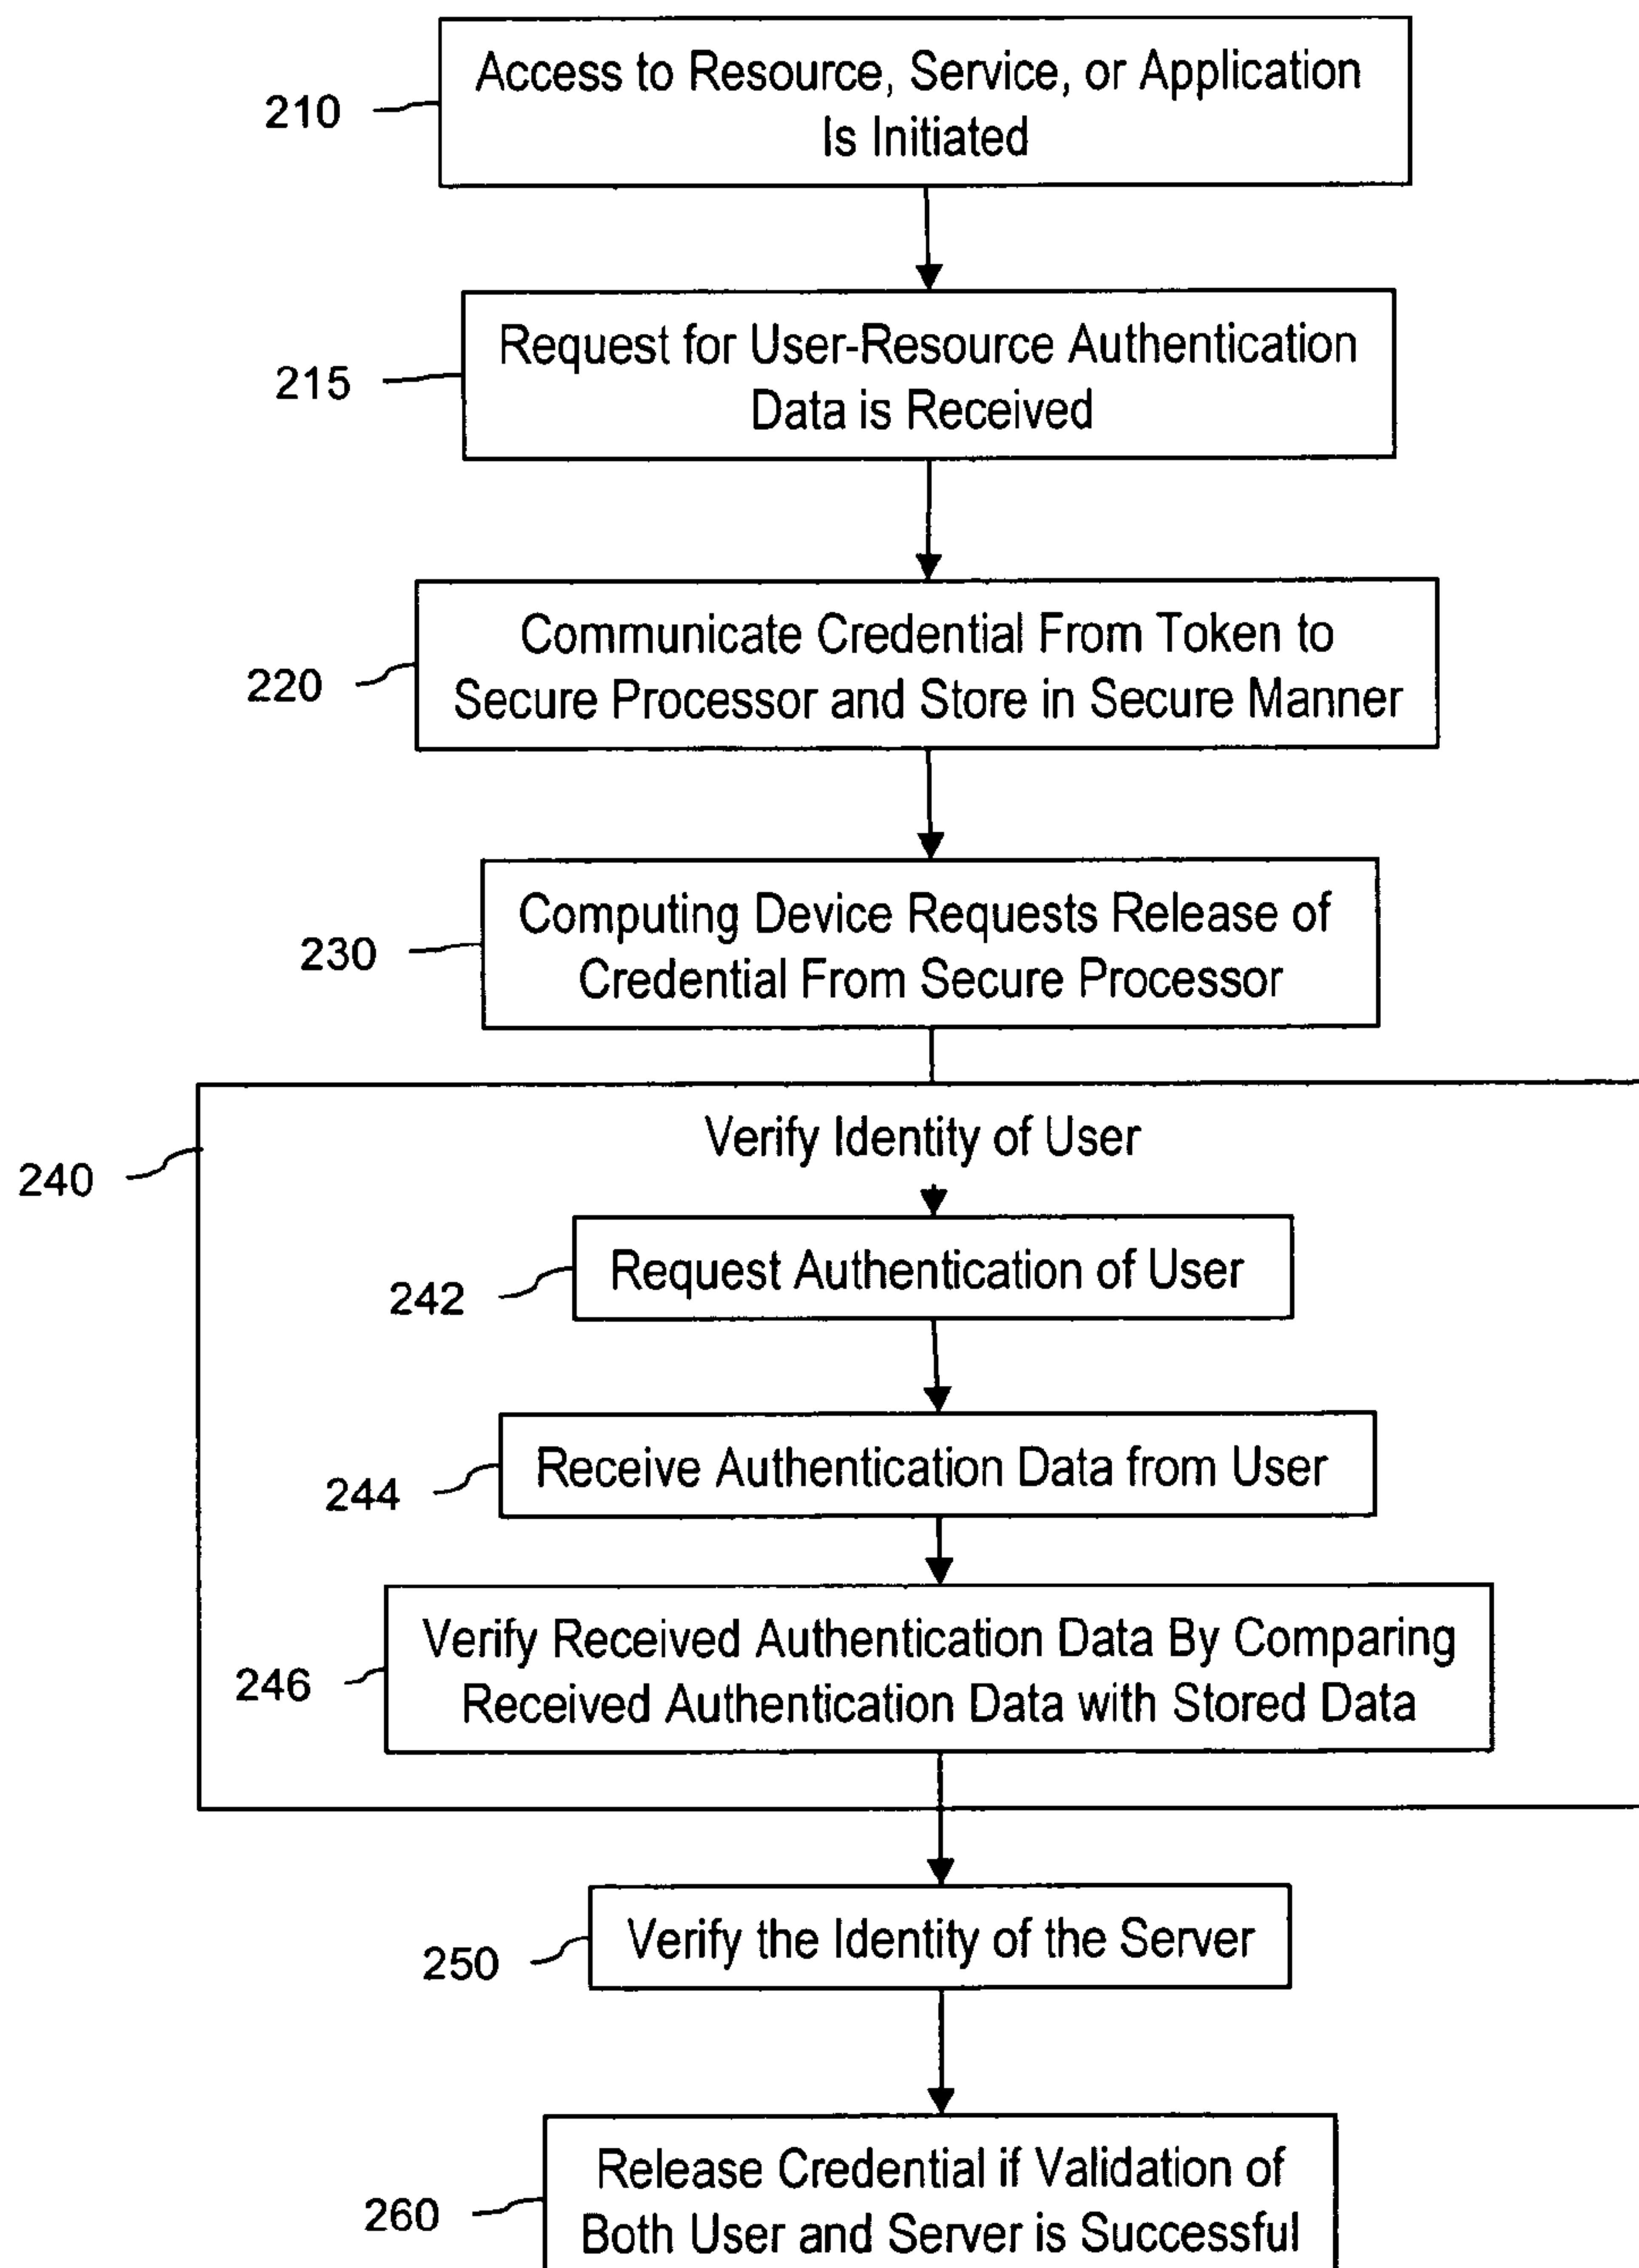 Access to Resource, Service, or Application
Is Initiated
210
Request for User-Resource Authentication
Data is Received
215
Communicate Credential From Token to
Secure Processor and Store in Secure Manner
220
Computing Device Requests Release of
Credential From Secure Processor
230
Verify Identity of User
240
Request Authentication of User
242
Receive Authentication Data from User
244
Verify Received Authentication Data By Comparing
Received Authentication Data with Stored Data
246
Verify the Identity of the Server
250
Release Credential if Validation of
Both User and Server is Successful
260